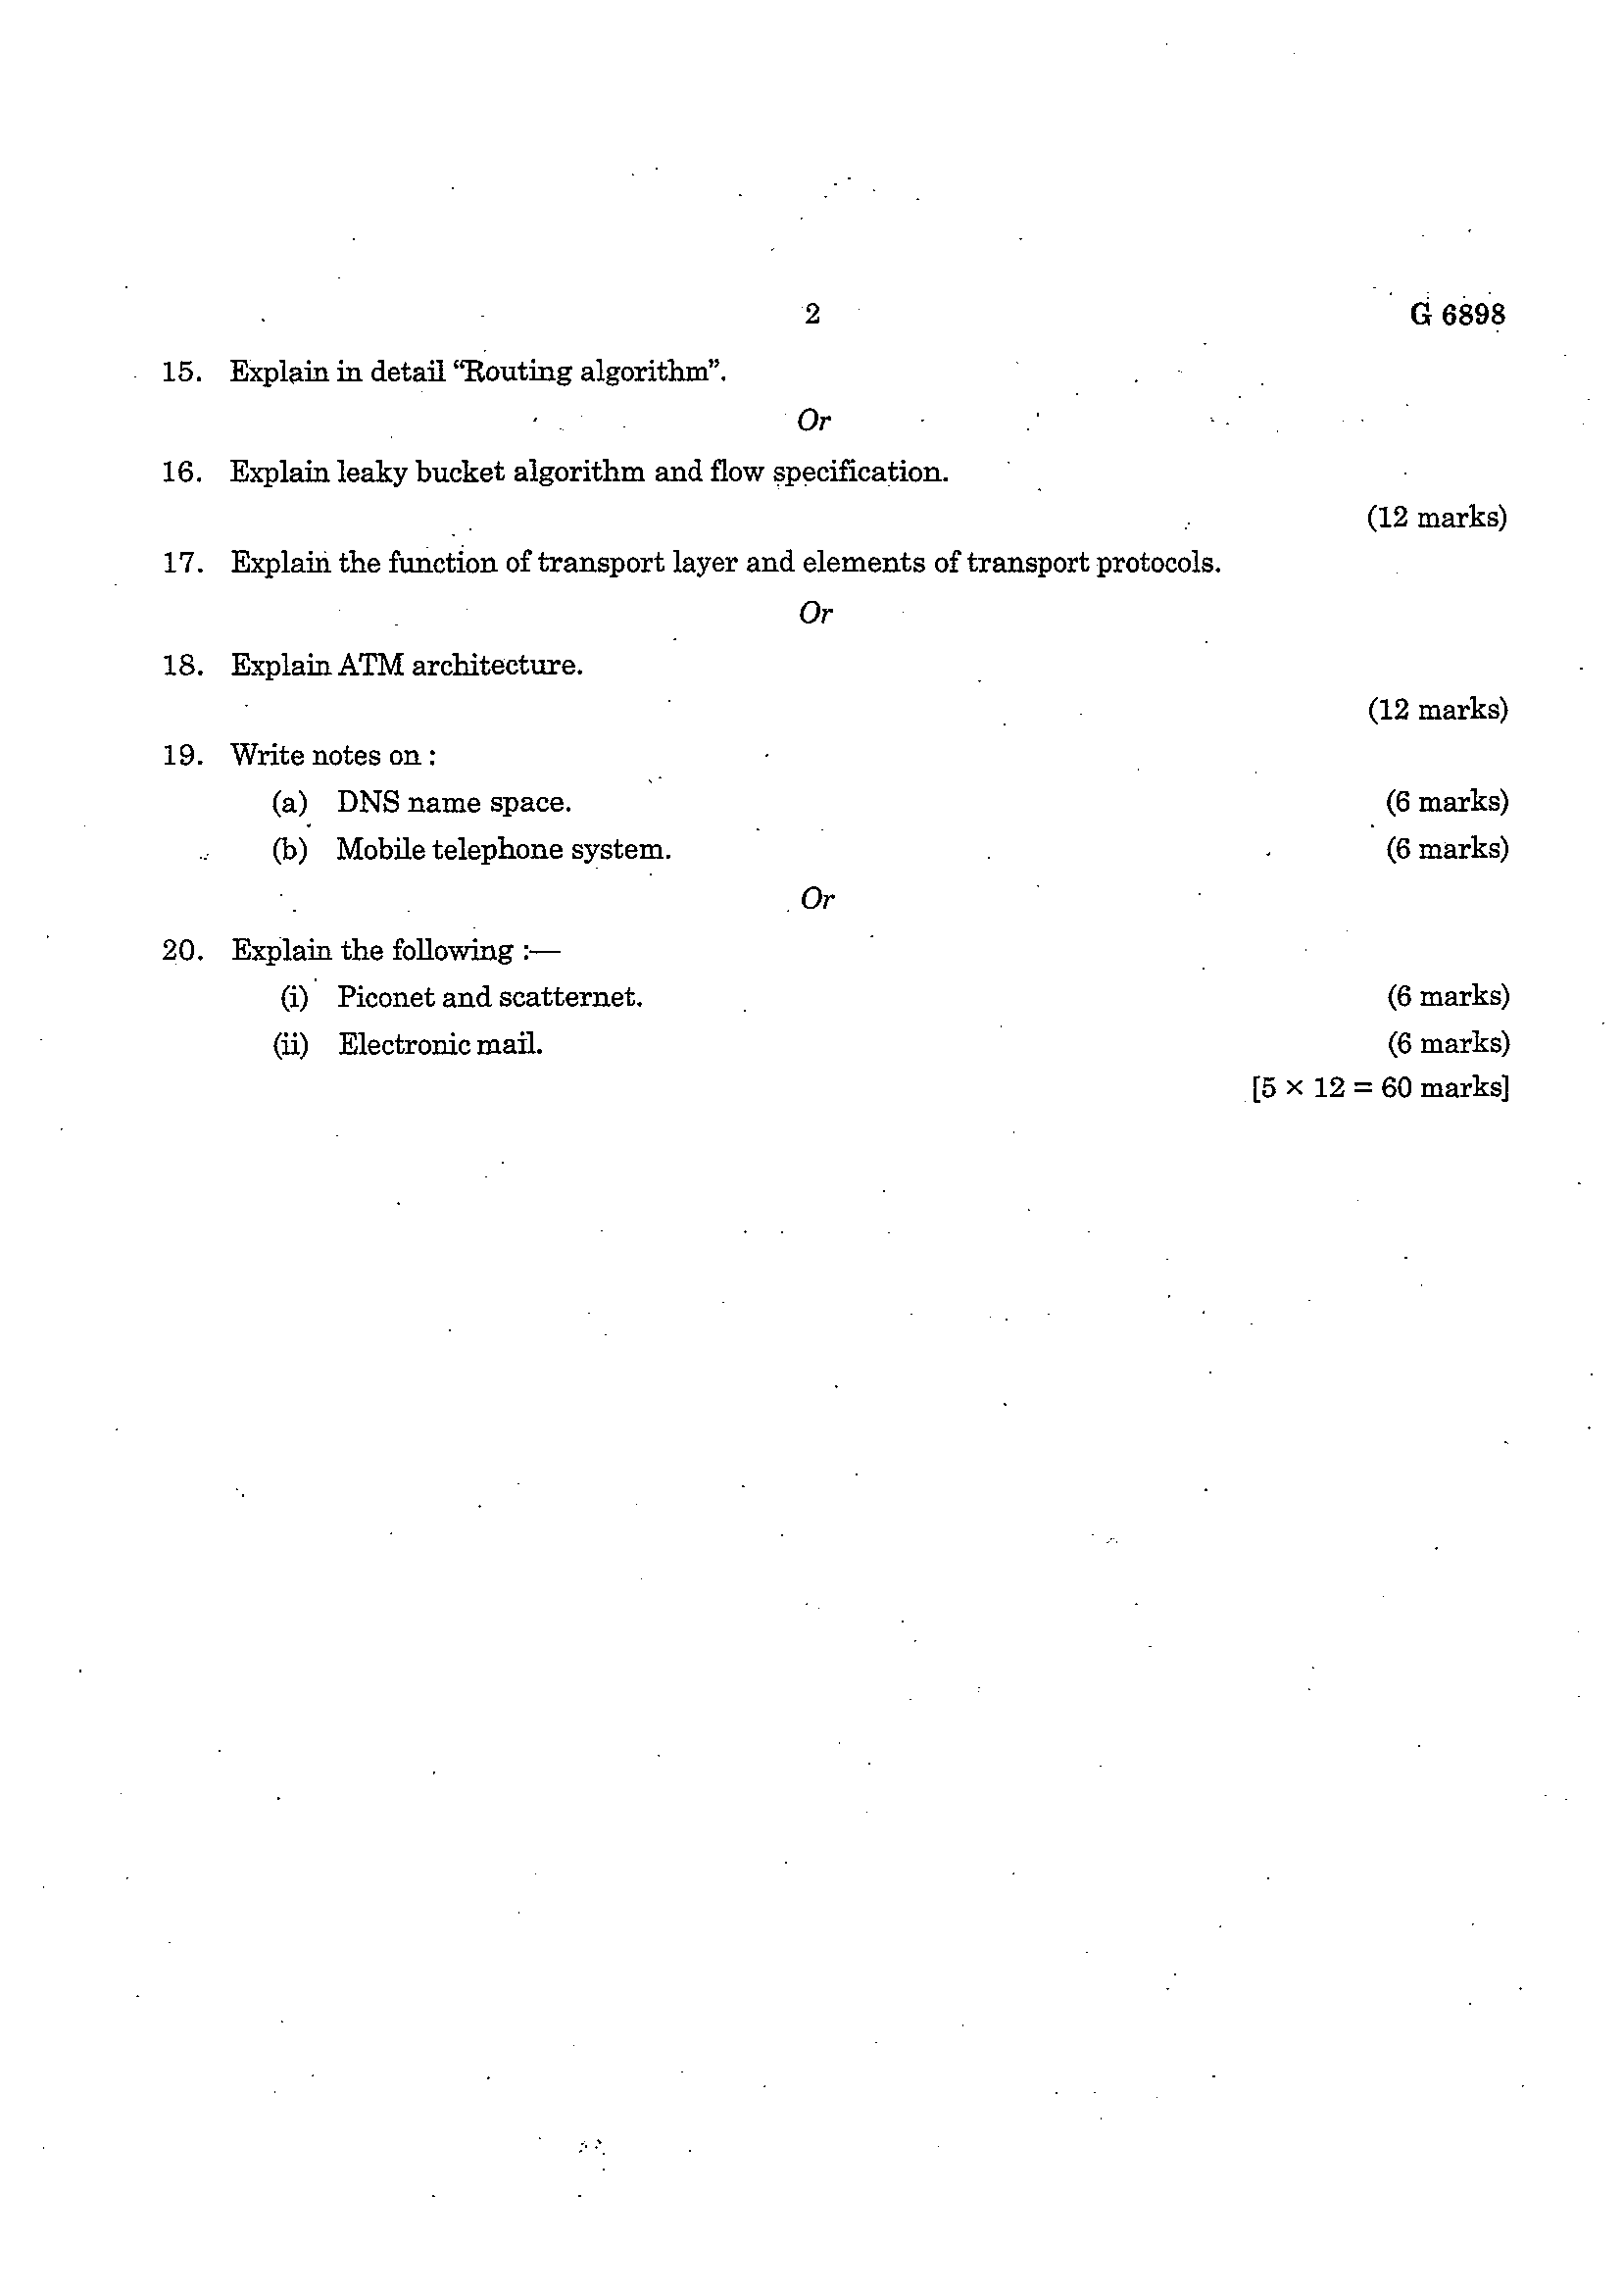 2 G 6898
15. Explain in detail “Routing algorithm”.
Or
16. Explain leaky bucket algorithm and flow specification.
(12 marks)
17. Explain the function of transport layer and elements of transport protocols.
Or
18. Explain ATM architecture.
(12 marks)
19. Write notes on :
(a) DNS name space. (6 marks)
(b) Mobile telephone system. (6 marks)
Or
20. Explain the following :—
(i) Piconet and scatternet. (6 marks)
(ii) Electronic mail. (6 marks)
[5 × 12 = 60 marks]